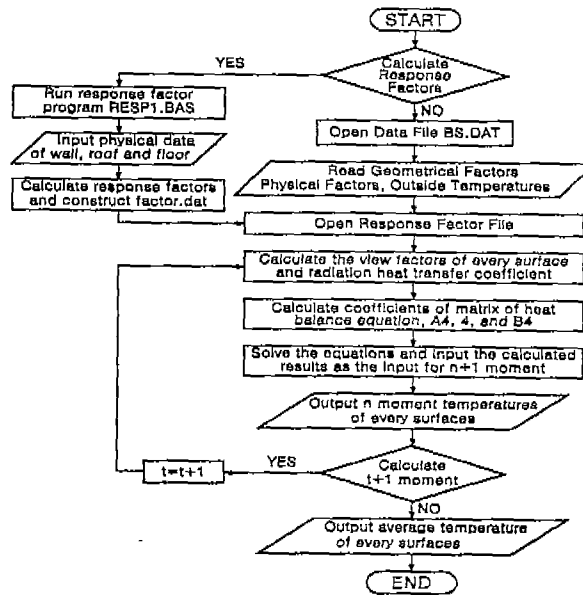 START
Calculate
Response
Factors
YES
NO
Run response factor
program RESP1.BAS
Input physical data
of wall, roof and floor
Calculate response factors
and construct factor.dat
Open Data File BS.DAT
Read Geometrical Factors
Physical Factors, Outside Temperatures
Open Response Factor File
Calculate the view factors of every surface
and radiation heat transfer coefficient
Calculate coefficients of matrix of heat
balance equation, A4, 4, and B4
Solve the equations and input the calculated
results as the input for n+1 moment
Output n moment temperatures
of every surfaces
Calculate
t+1 moment
YES
t=t+1
NO
Output average temperature
of every surfaces
END